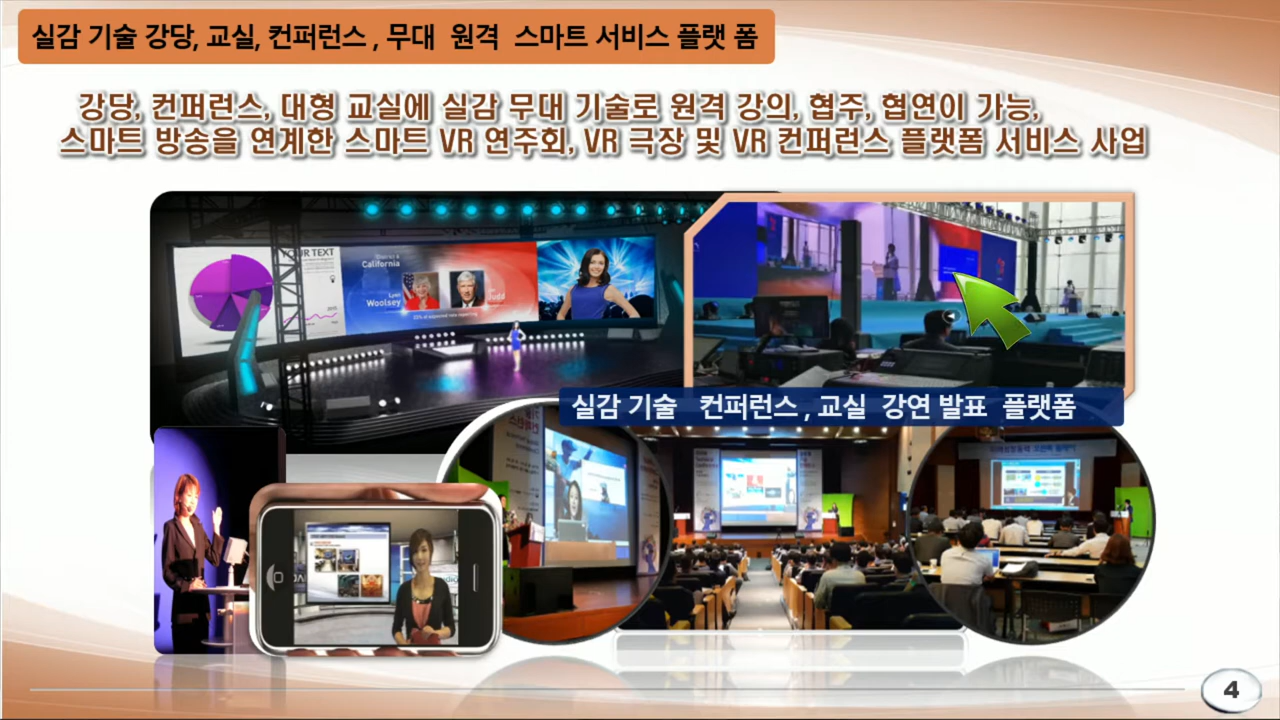 실감 기술 강당, 교실, 컨퍼런스 , 무대 원격 스마트 서비스 플랫 폼
강당, 컨퍼런스, 대형 교실에 실감 무대 기술로 원격 강의, 협주, 협연이 가능,
스마트 방송을 연계한 스마트 VR 연주회, VR 극장 및 VR 컨퍼런스 플랫폼 서비스 사업
YOUR TEXT
District 6
California
Lynn
Woolsey
Judd
실감 기술 컨퍼런스 , 교실 강연 발표 플랫폼
4